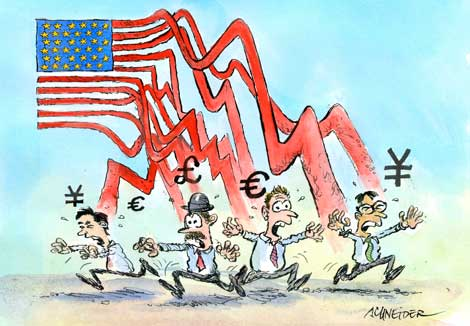 ¥ € £ € ¥
SCHNEIDER